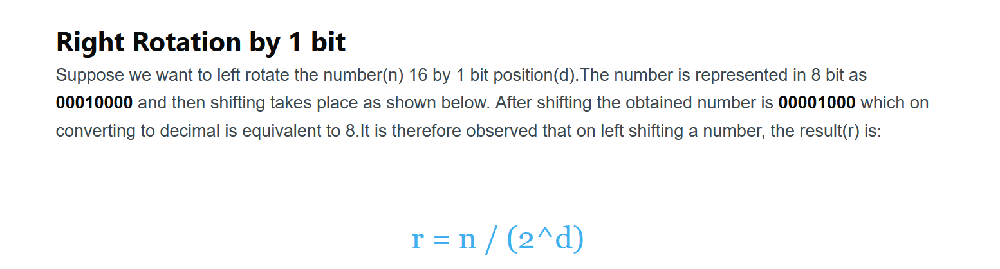 Right Rotation by 1 bit
Suppose we want to left rotate the number(n) 16 by 1 bit position(d).The number is represented in 8 bit as
00010000 and then shifting takes place as shown below. After shifting the obtained number is 00001000 which on
converting to decimal is equivalent to 8.It is therefore observed that on left shifting a number, the result(r) is:
r = n / (2^d)